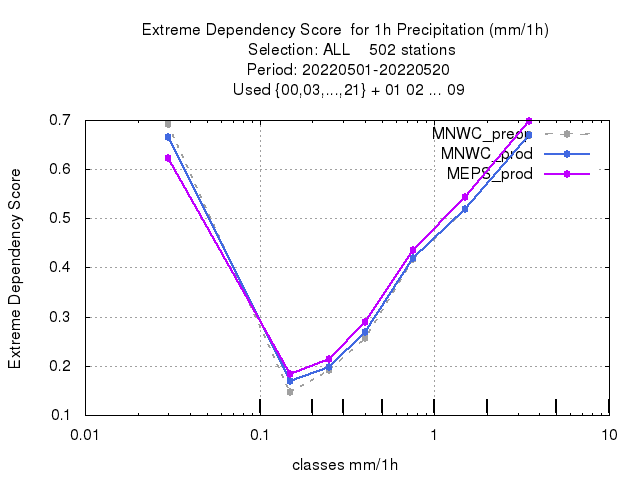 Extreme Dependency Score  for 1h Precipitation (mm/1h)
Selection: ALL    502 stations
Period: 20220501-20220520
Used {00,03,...,21} + 01 02 ... 09
MNWC_preop
MNWC_prod
MEPS_prod
Extreme Dependency Score
0.7
0.6
0.5
0.4
0.3
0.2
0.1
0.01
0.1
1
10
classes mm/1h